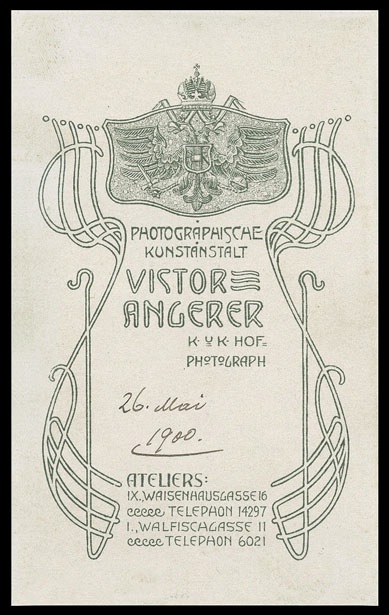 PHOTOGRAPHISCHE
KUNSTANSTALT
VICTOR
ANGERER
K. U. K. HOF=
PHOTOGRAPH
26. Mai
1900.
ATELIERS:
IX., WAISENHAUSGASSE 16
TELEPHON 14297
I., WALFISCHGASSE 11
TELEPHON 6021